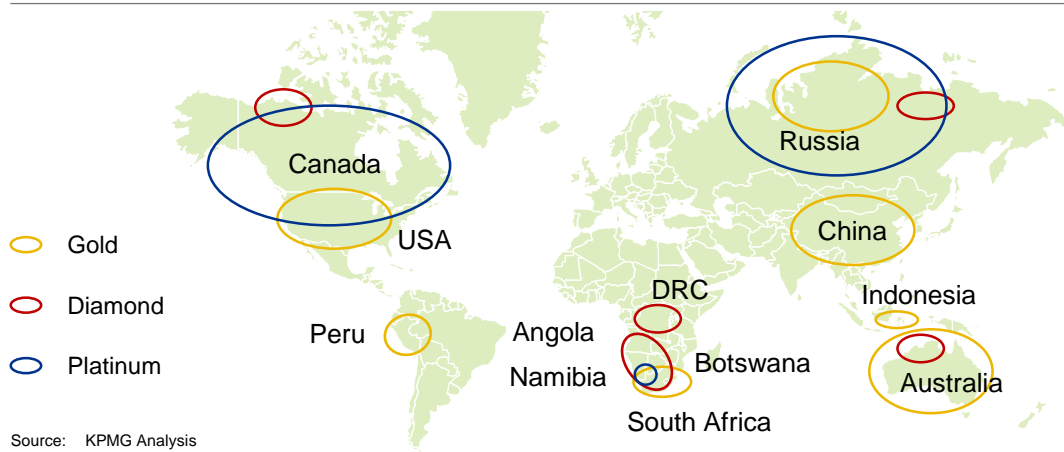 Canada
Russia
Gold
USA
China
Diamond
DRC
Indonesia
Peru
Angola
Platinum
Namibia
Botswana
Australia
South Africa
Source: KPMG Analysis